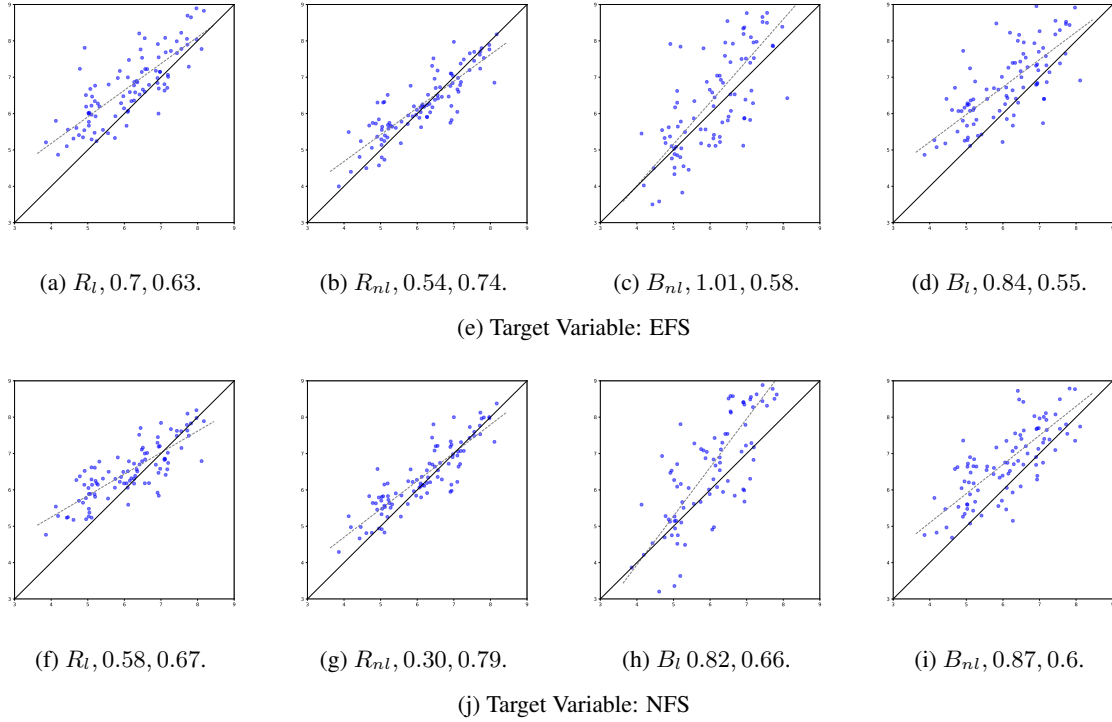 (a) R_l, 0.7, 0.63.
(b) R_nl, 0.54, 0.74.
(c) B_nl, 1.01, 0.58.
(d) B_l, 0.84, 0.55.
(e) Target Variable: EFS
(f) R_l, 0.58, 0.67.
(g) R_nl, 0.30, 0.79.
(h) B_l 0.82, 0.66.
(i) B_nl, 0.87, 0.6.
(j) Target Variable: NFS